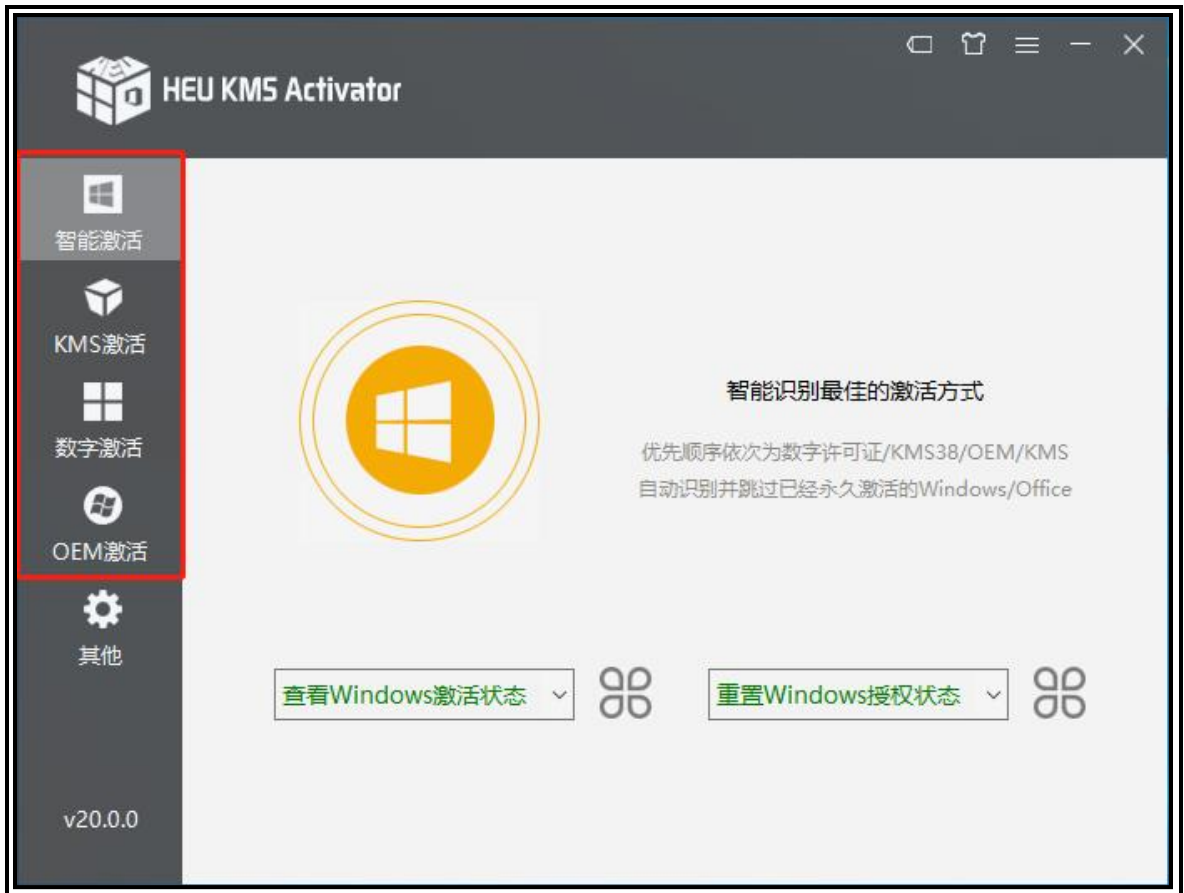 HEU KMS Activator
智能激活
KMS激活
数字激活
OEM激活
其他
v20.0.0
智能识别最佳的激活方式
优先顺序依次为数字许可证/KMS38/OEM/KMS
自动识别并跳过已经永久激活的Windows/Office
查看Windows激活状态
重置Windows授权状态